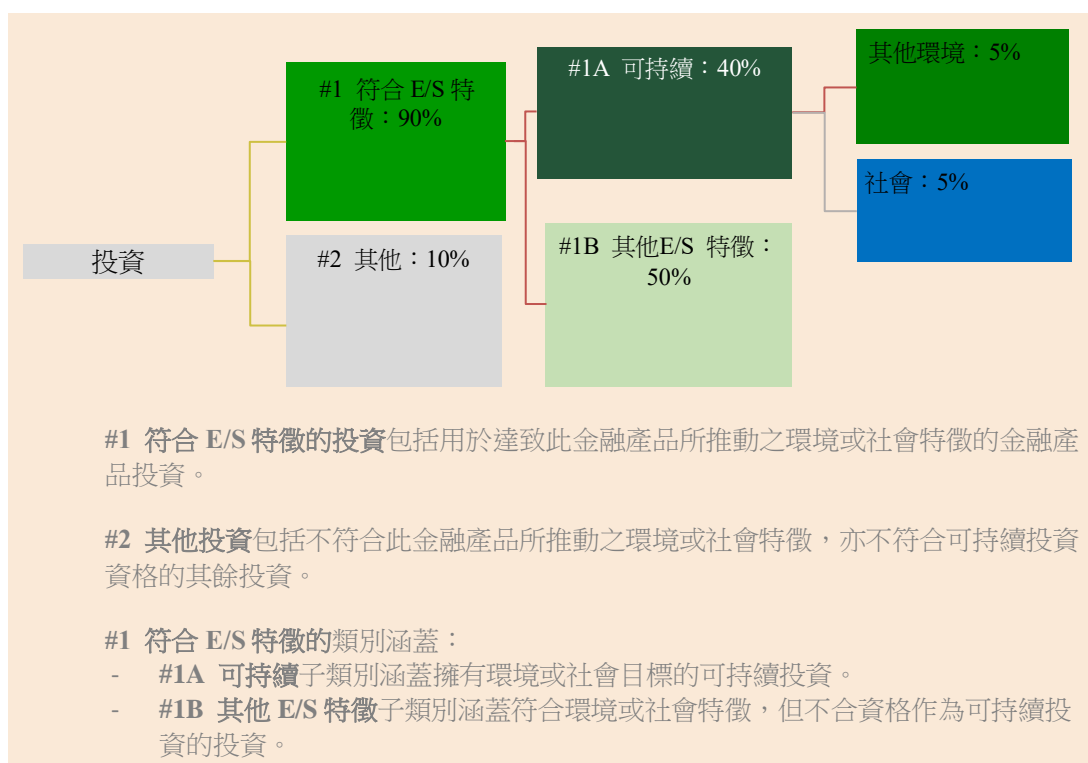 投資
#1 符合 E/S 特
徵：90%
#2 其他：10%
#1A 可持續：40%
#1B 其他E/S 特徵：
50%
其他環境：5%
社會：5%
#1 符合 E/S 特徵的投資包括用於達致此金融產品所推動之環境或社會特徵的金融產
品投資。
#2 其他投資包括不符合此金融產品所推動之環境或社會特徵，亦不符合可持續投資
資格的其餘投資。
#1 符合 E/S 特徵的類別涵蓋：
- #1A 可持續子類別涵蓋擁有環境或社會目標的可持續投資。
- #1B 其他 E/S 特徵子類別涵蓋符合環境或社會特徵，但不合資格作為可持續投
資的投資。